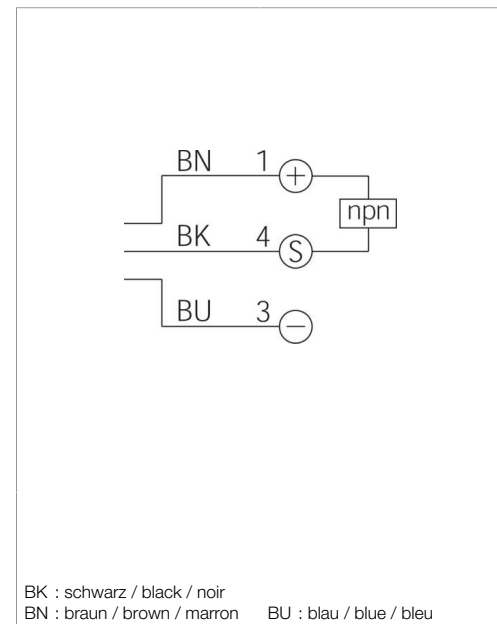 BN 1 +
npn
BK 4 S
BU 3 −
BK : schwarz / black / noir
BN : braun / brown / marron BU : blau / blue / bleu